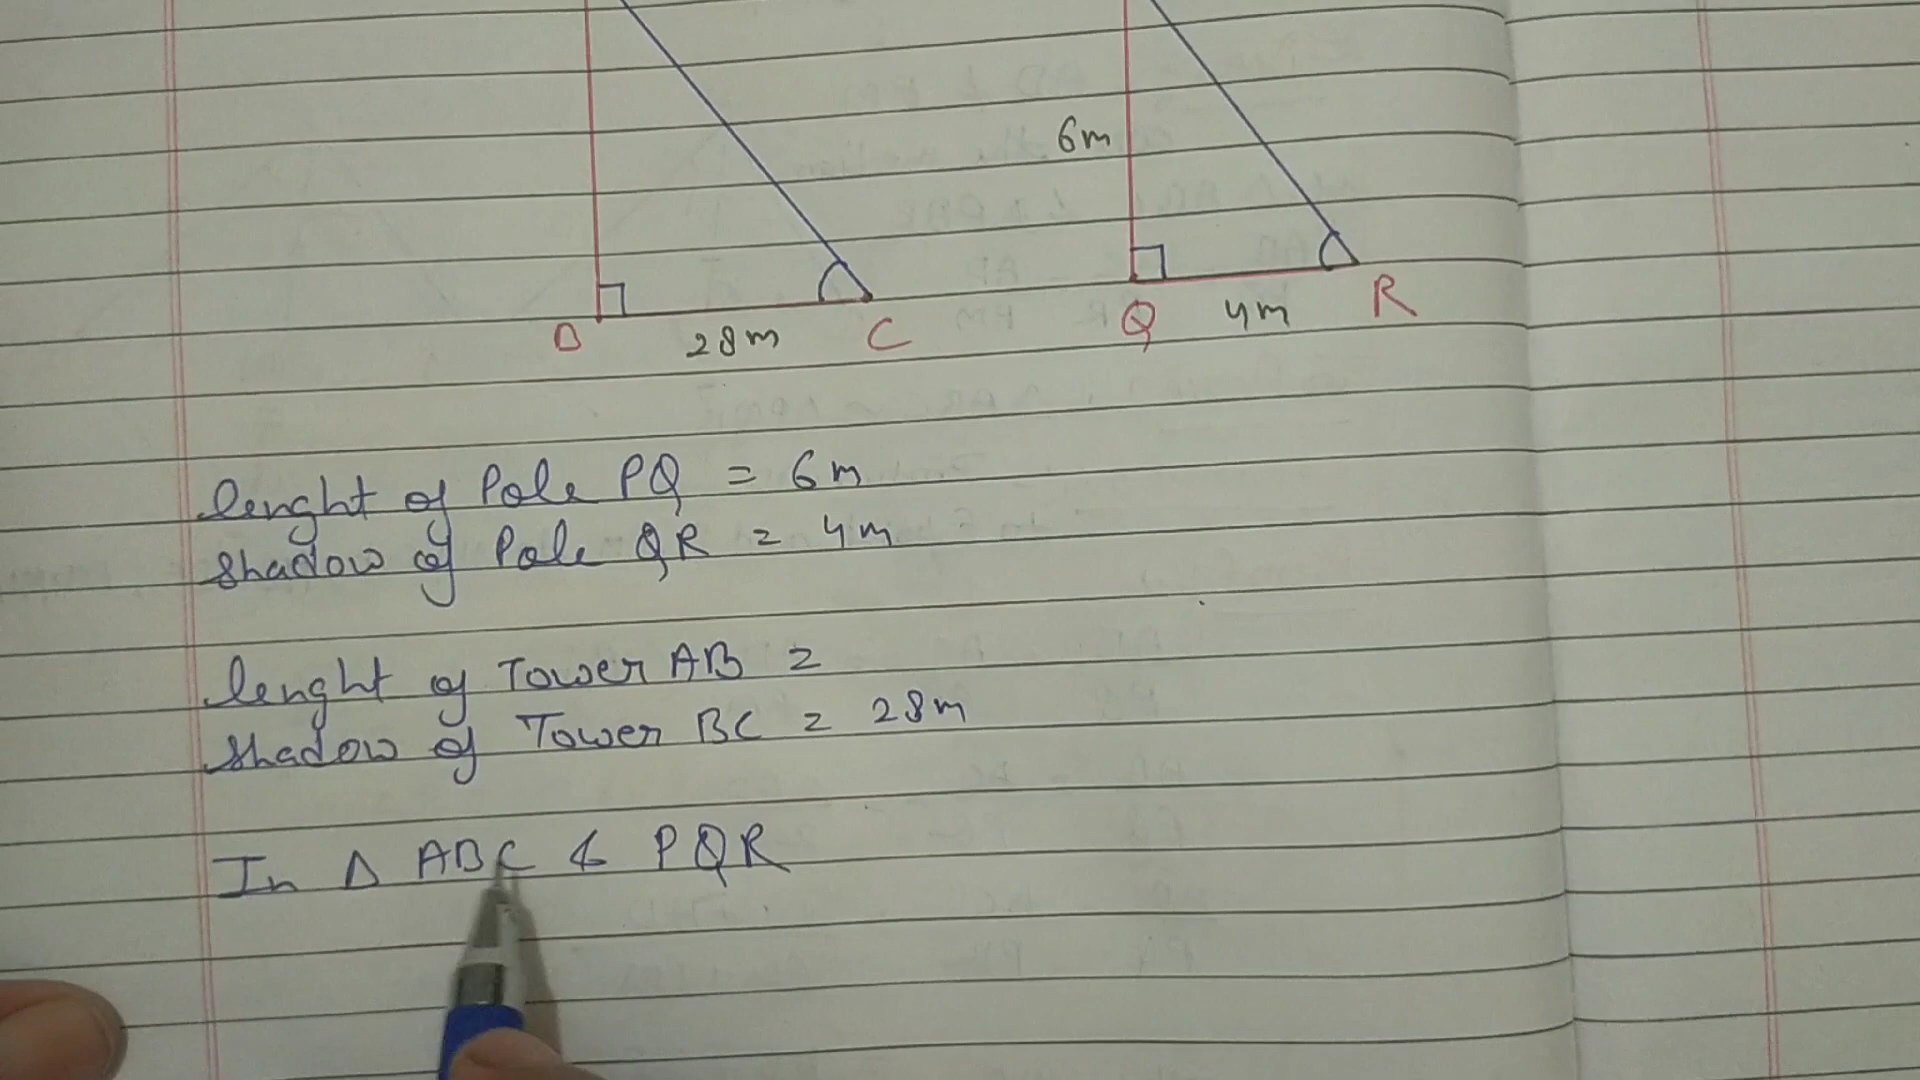 6m
B 28m C
Q 4m R
lenght of Pole PQ = 6m
Shadow of Pole QR = 4m
lenght of Tower AB =
Shadow of Tower BC = 28m
In Δ ABC & PQR